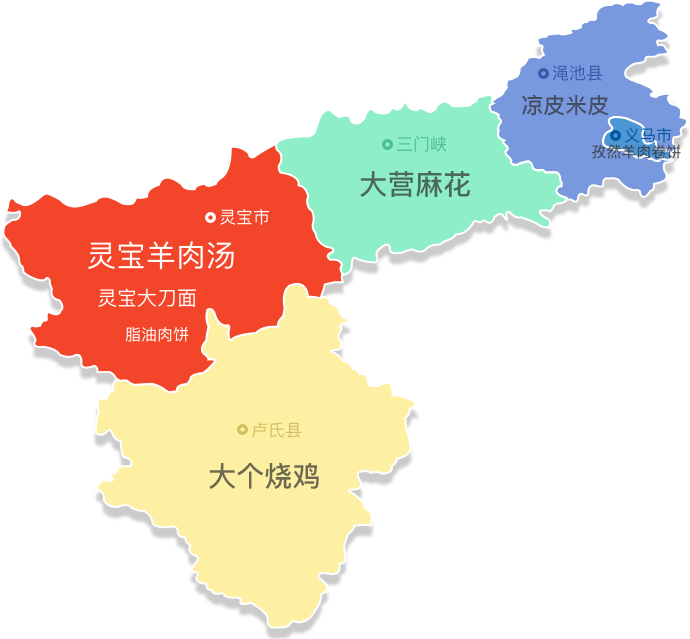 渑池县
凉皮米皮
义马市
孜然羊肉卷饼
三门峡
大营麻花
灵宝市
灵宝羊肉汤
灵宝大刀面
脂油肉饼
卢氏县
大个烧鸡